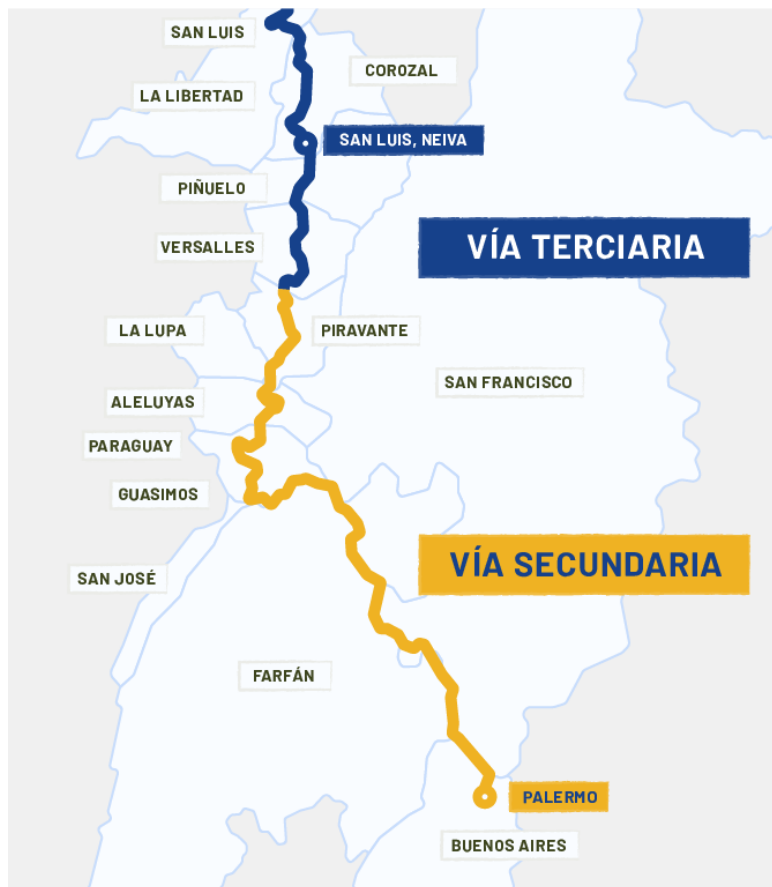 SAN LUIS
COROZAL
LA LIBERTAD
SAN LUIS, NEIVA
PIÑUELO
VERSALLES
VÍA TERCIARIA
LA LUPA
PIRAVANTE
SAN FRANCISCO
ALELUYAS
PARAGUAY
GUASIMOS
VÍA SECUNDARIA
SAN JOSÉ
FARFÁN
PALERMO
BUENOS AIRES